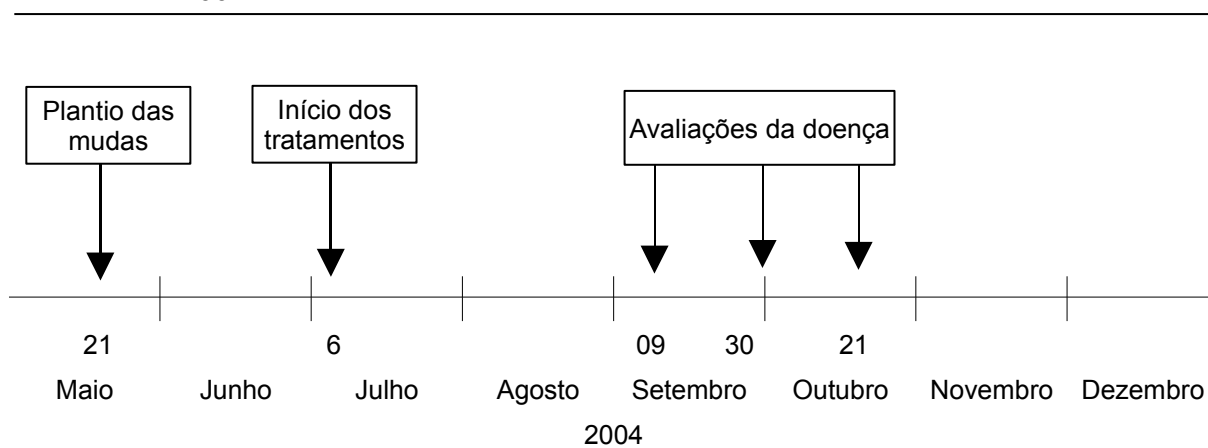 Plantio das
mudas
Início dos
tratamentos
Avaliações da doença
21 6 09 30 21
Maio Junho Julho Agosto Setembro Outubro Novembro Dezembro
2004